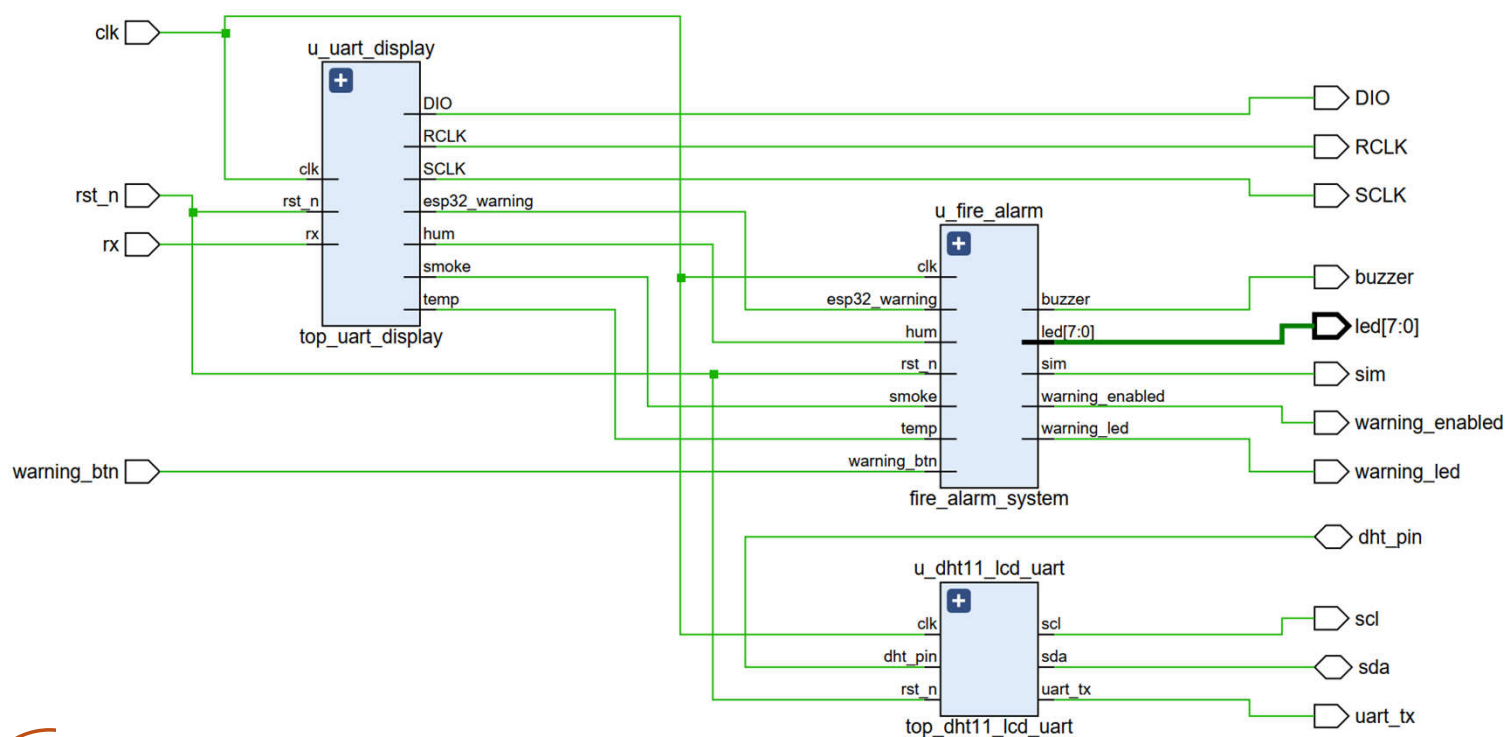 clk
rst_n
rx
warning_btn
u_uart_display
clk
rst_n
rx
DIO
RCLK
SCLK
esp32_warning
hum
smoke
temp
top_uart_display
u_fire_alarm
clk
esp32_warning
hum
rst_n
smoke
temp
warning_btn
buzzer
led[7:0]
sim
warning_enabled
warning_led
fire_alarm_system
u_dht11_lcd_uart
clk
dht_pin
rst_n
scl
sda
uart_tx
top_dht11_lcd_uart
DIO
RCLK
SCLK
buzzer
led[7:0]
sim
warning_enabled
warning_led
dht_pin
scl
sda
uart_tx